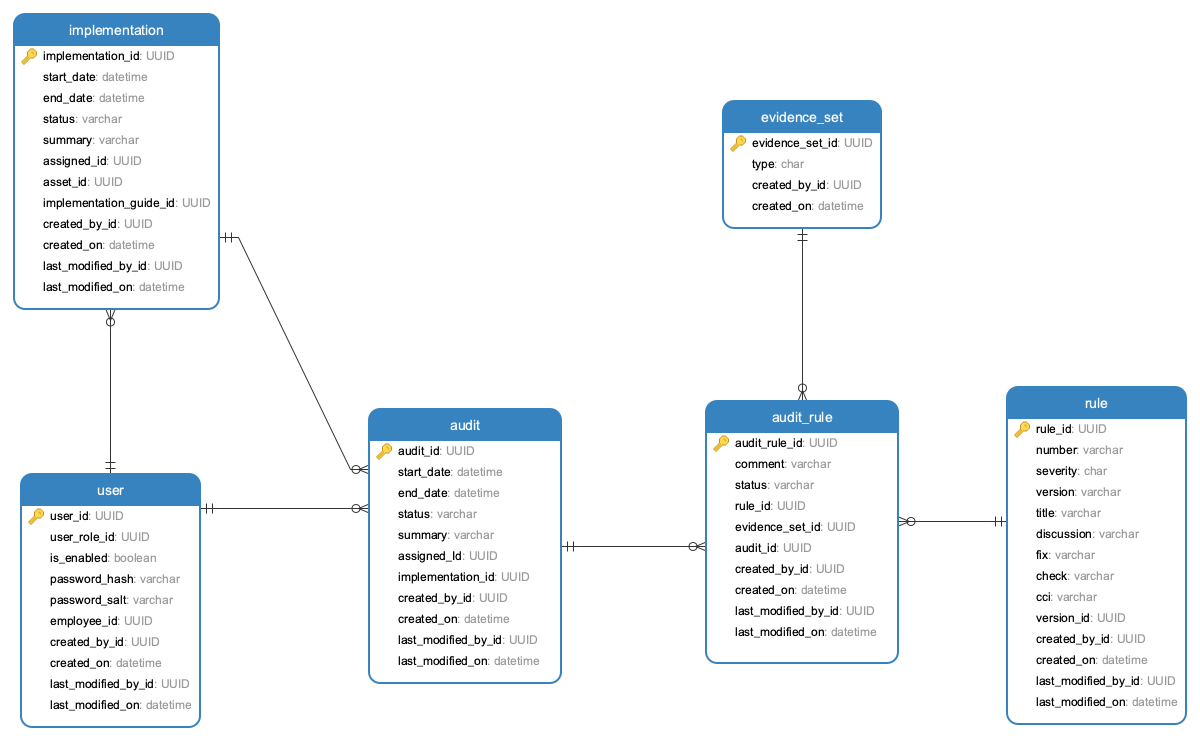 implementation
implementation_id: UUID
start_date: datetime
end_date: datetime
status: varchar
summary: varchar
assigned_id: UUID
asset_id: UUID
implementation_guide_id: UUID
created_by_id: UUID
created_on: datetime
last_modified_by_id: UUID
last_modified_on: datetime
evidence_set
evidence_set_id: UUID
type: char
created_by_id: UUID
created_on: datetime
user
user_id: UUID
user_role_id: UUID
is_enabled: boolean
password_hash: varchar
password_salt: varchar
employee_id: UUID
created_by_id: UUID
created_on: datetime
last_modified_by_id: UUID
last_modified_on: datetime
audit
audit_id: UUID
start_date: datetime
end_date: datetime
status: varchar
summary: varchar
assigned_Id: UUID
implementation_id: UUID
created_by_id: UUID
created_on: datetime
last_modified_by_id: UUID
last_modified_on: datetime
audit_rule
audit_rule_id: UUID
comment: varchar
status: varchar
rule_id: UUID
evidence_set_id: UUID
audit_id: UUID
created_by_id: UUID
created_on: datetime
last_modified_by_id: UUID
last_modified_on: datetime
rule
rule_id: UUID
number: varchar
severity: char
version: varchar
title: varchar
discussion: varchar
fix: varchar
check: varchar
cci: varchar
version_id: UUID
created_by_id: UUID
created_on: datetime
last_modified_by_id: UUID
last_modified_on: datetime